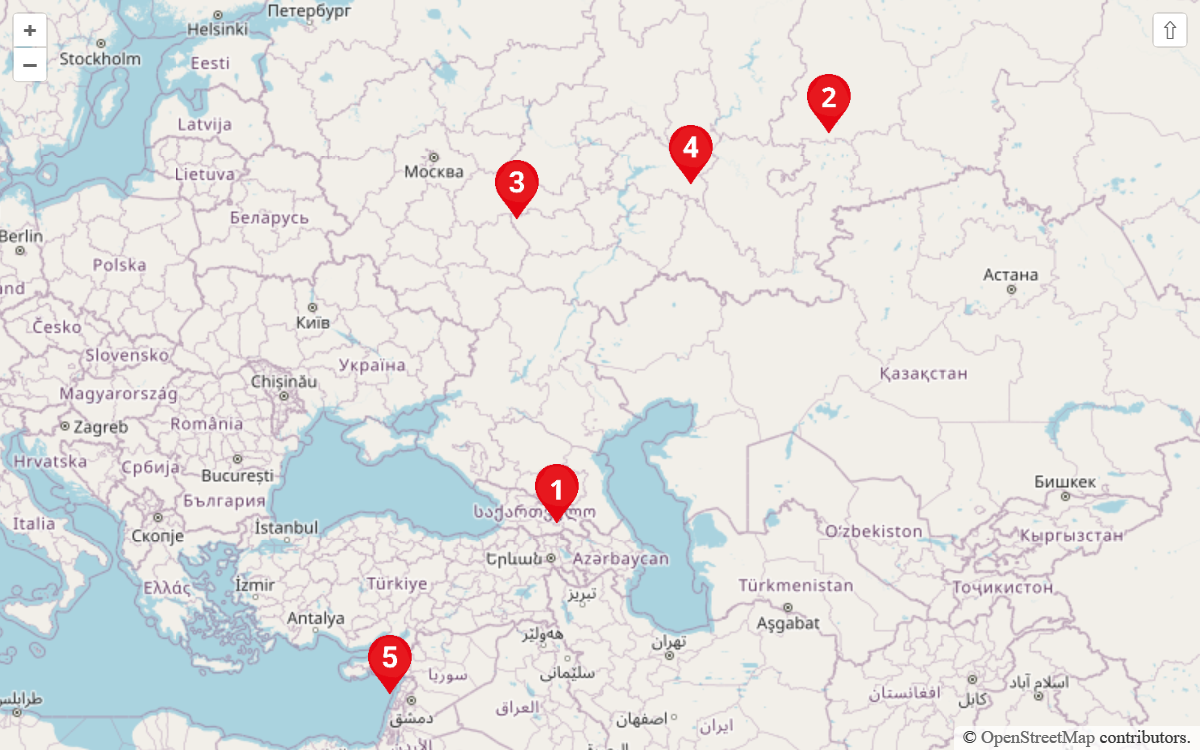 +
−
⇧
Петербург
Helsinki
Stockholm
Eesti
2
Latvija
4
Москва
Lietuva
3
Беларусь
Berlin
Polska
and
Астана
Київ
Česko
Slovensko
Україна
Қазақстан
Chișinău
Magyarország
România
Zagreb
Hrvatska
Србија
București
1
Бишкек
България
საქართველო
Italia
İstanbul
Скопје
Oʻzbekiston
Кыргызстан
Երևան
Azərbaycan
Ελλάς
İzmir
Türkiye
Türkmenistan
Тоҷикистон
تبریز
Antalya
Aşgabat
هەولێر
تهران
5
سوريا
سلێمانی
اسلام آباد
افغانستان
كابل
طرابلس
العراق
دمشق
اصفهان
ایران
© OpenStreetMap contributors.